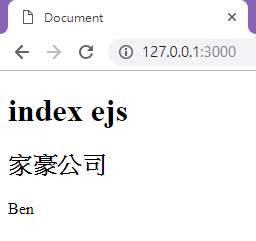 Document
127.0.0.1:3000
index ejs
家豪公司
Ben